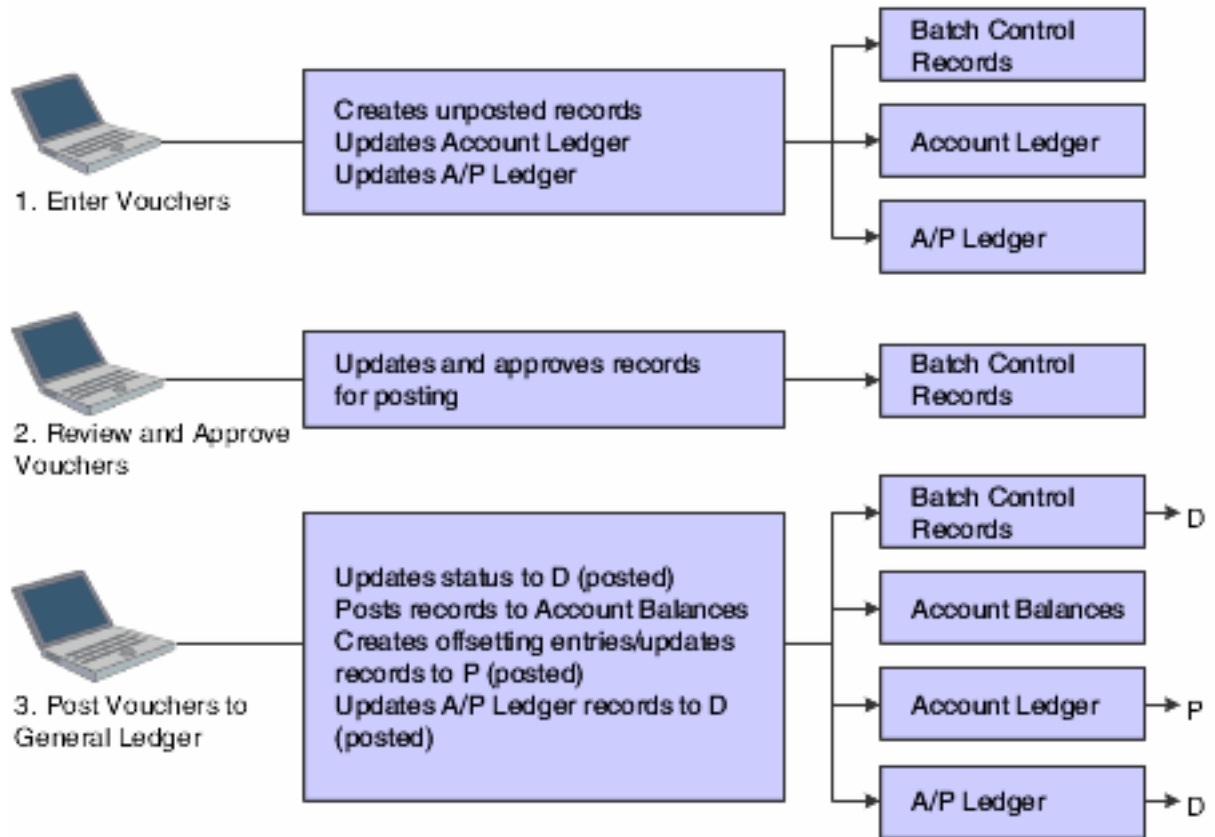 Creates unposted records
Updates Account Ledger
Updates A/P Ledger
Batch Control
Records
Account Ledger
A/P Ledger
1. Enter Vouchers
Updates and approves records
for posting
Batch Control
Records
2. Review and Approve
Vouchers
Updates status to D (posted)
Posts records to Account Balances
Creates offsetting entries/updates
records to P (posted)
Updates A/P Ledger records to D
(posted)
Batch Control
Records
D
Account Balances
Account Ledger
P
A/P Ledger
D
3. Post Vouchers to
General Ledger